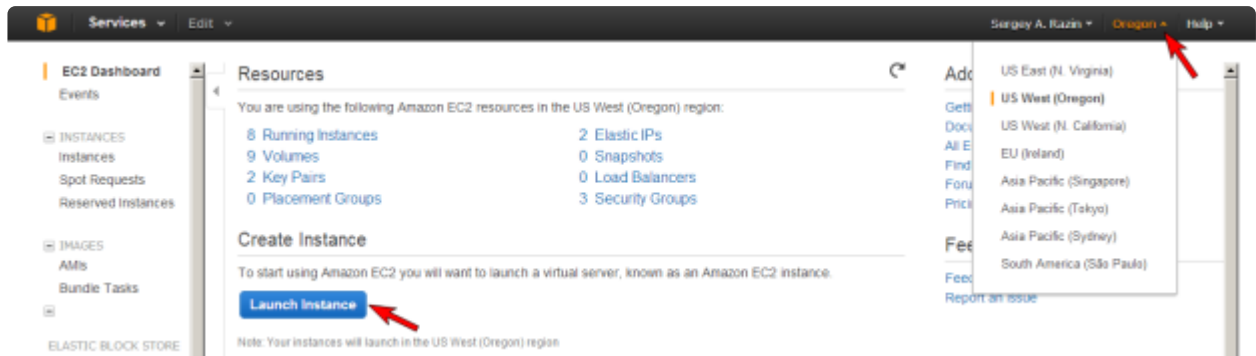 Services Edit Sergey A. Razin Oregon Help
EC2 Dashboard
Events
INSTANCES
Instances
Spot Requests
Reserved Instances
IMAGES
AMIs
Bundle Tasks
ELASTIC BLOCK STORE
Resources
You are using the following Amazon EC2 resources in the US West (Oregon) region:
8 Running Instances 2 Elastic IPs
9 Volumes 0 Snapshots
2 Key Pairs 0 Load Balancers
0 Placement Groups 3 Security Groups
Create Instance
To start using Amazon EC2 you will want to launch a virtual server, known as an Amazon EC2 instance.
Launch Instance
Note: Your instances will launch in the US West (Oregon) region
US East (N. Virginia)
US West (Oregon)
US West (N. California)
EU (Ireland)
Asia Pacific (Singapore)
Asia Pacific (Tokyo)
Asia Pacific (Sydney)
South America (São Paulo)
All E
Find
Report an Issue